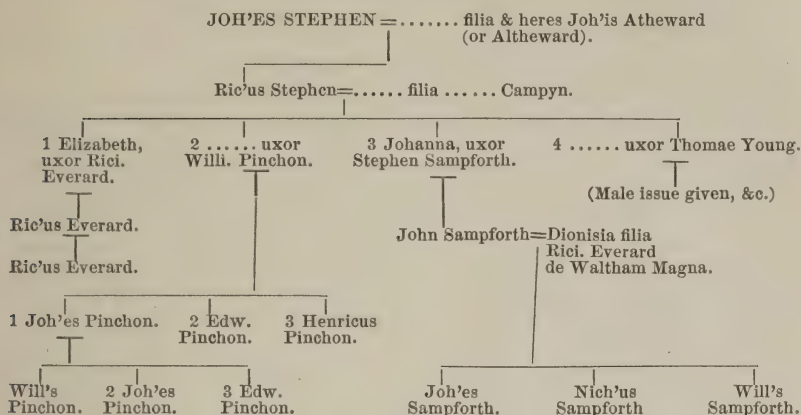 JOH'ES STEPHEN = ....... filia & heres Joh'is Atheward
(or Altheward).
Ric'us Stephen=...... filia ...... Campyn.
1 Elizabeth,
uxor Rici.
Everard.
2 ...... uxor
Willi. Pinchon.
3 Johanna, uxor
Stephen Sampforth.
4 ...... uxor Thomae Young.
(Male issue given, &c.)
Ric'us Everard.
Ric'us Everard.
John Sampforth=Dionisia filia
Rici. Everard
de Waltham Magna.
1 Joh'es Pinchon.
2 Edw.
Pinchon.
3 Henricus
Pinchon.
Will's
Pinchon.
2 Joh'es
Pinchon.
3 Edw.
Pinchon.
Joh'es
Sampforth.
Nich'us
Sampforth
Will's
Sampforth.